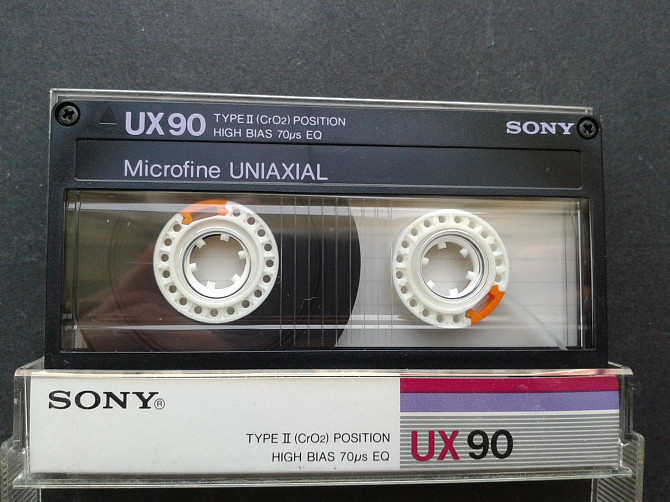 UX90 TYPE II (CrO2) POSITION SONY
HIGH BIAS 70µs EQ
Microfine UNIAXIAL
SONY®
TYPE II (CrO2) POSITION
HIGH BIAS 70µs EQ
UX 90